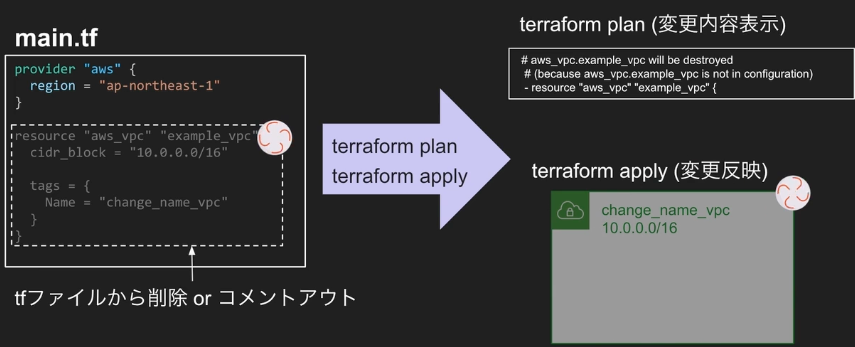 main.tf
provider "aws" {
region = "ap-northeast-1"
}
resource "aws_vpc" "example_vpc"
cidr_block = "10.0.0.0/16"
tags = {
Name = "change_name_vpc"
}
}
tfファイルから削除 or コメントアウト
terraform plan
terraform apply
terraform plan (変更内容表示)
# aws_vpc.example_vpc will be destroyed
# (because aws_vpc.example_vpc is not in configuration)
- resource "aws_vpc" "example_vpc" {
terraform apply (変更反映)
change_name_vpc
10.0.0.0/16